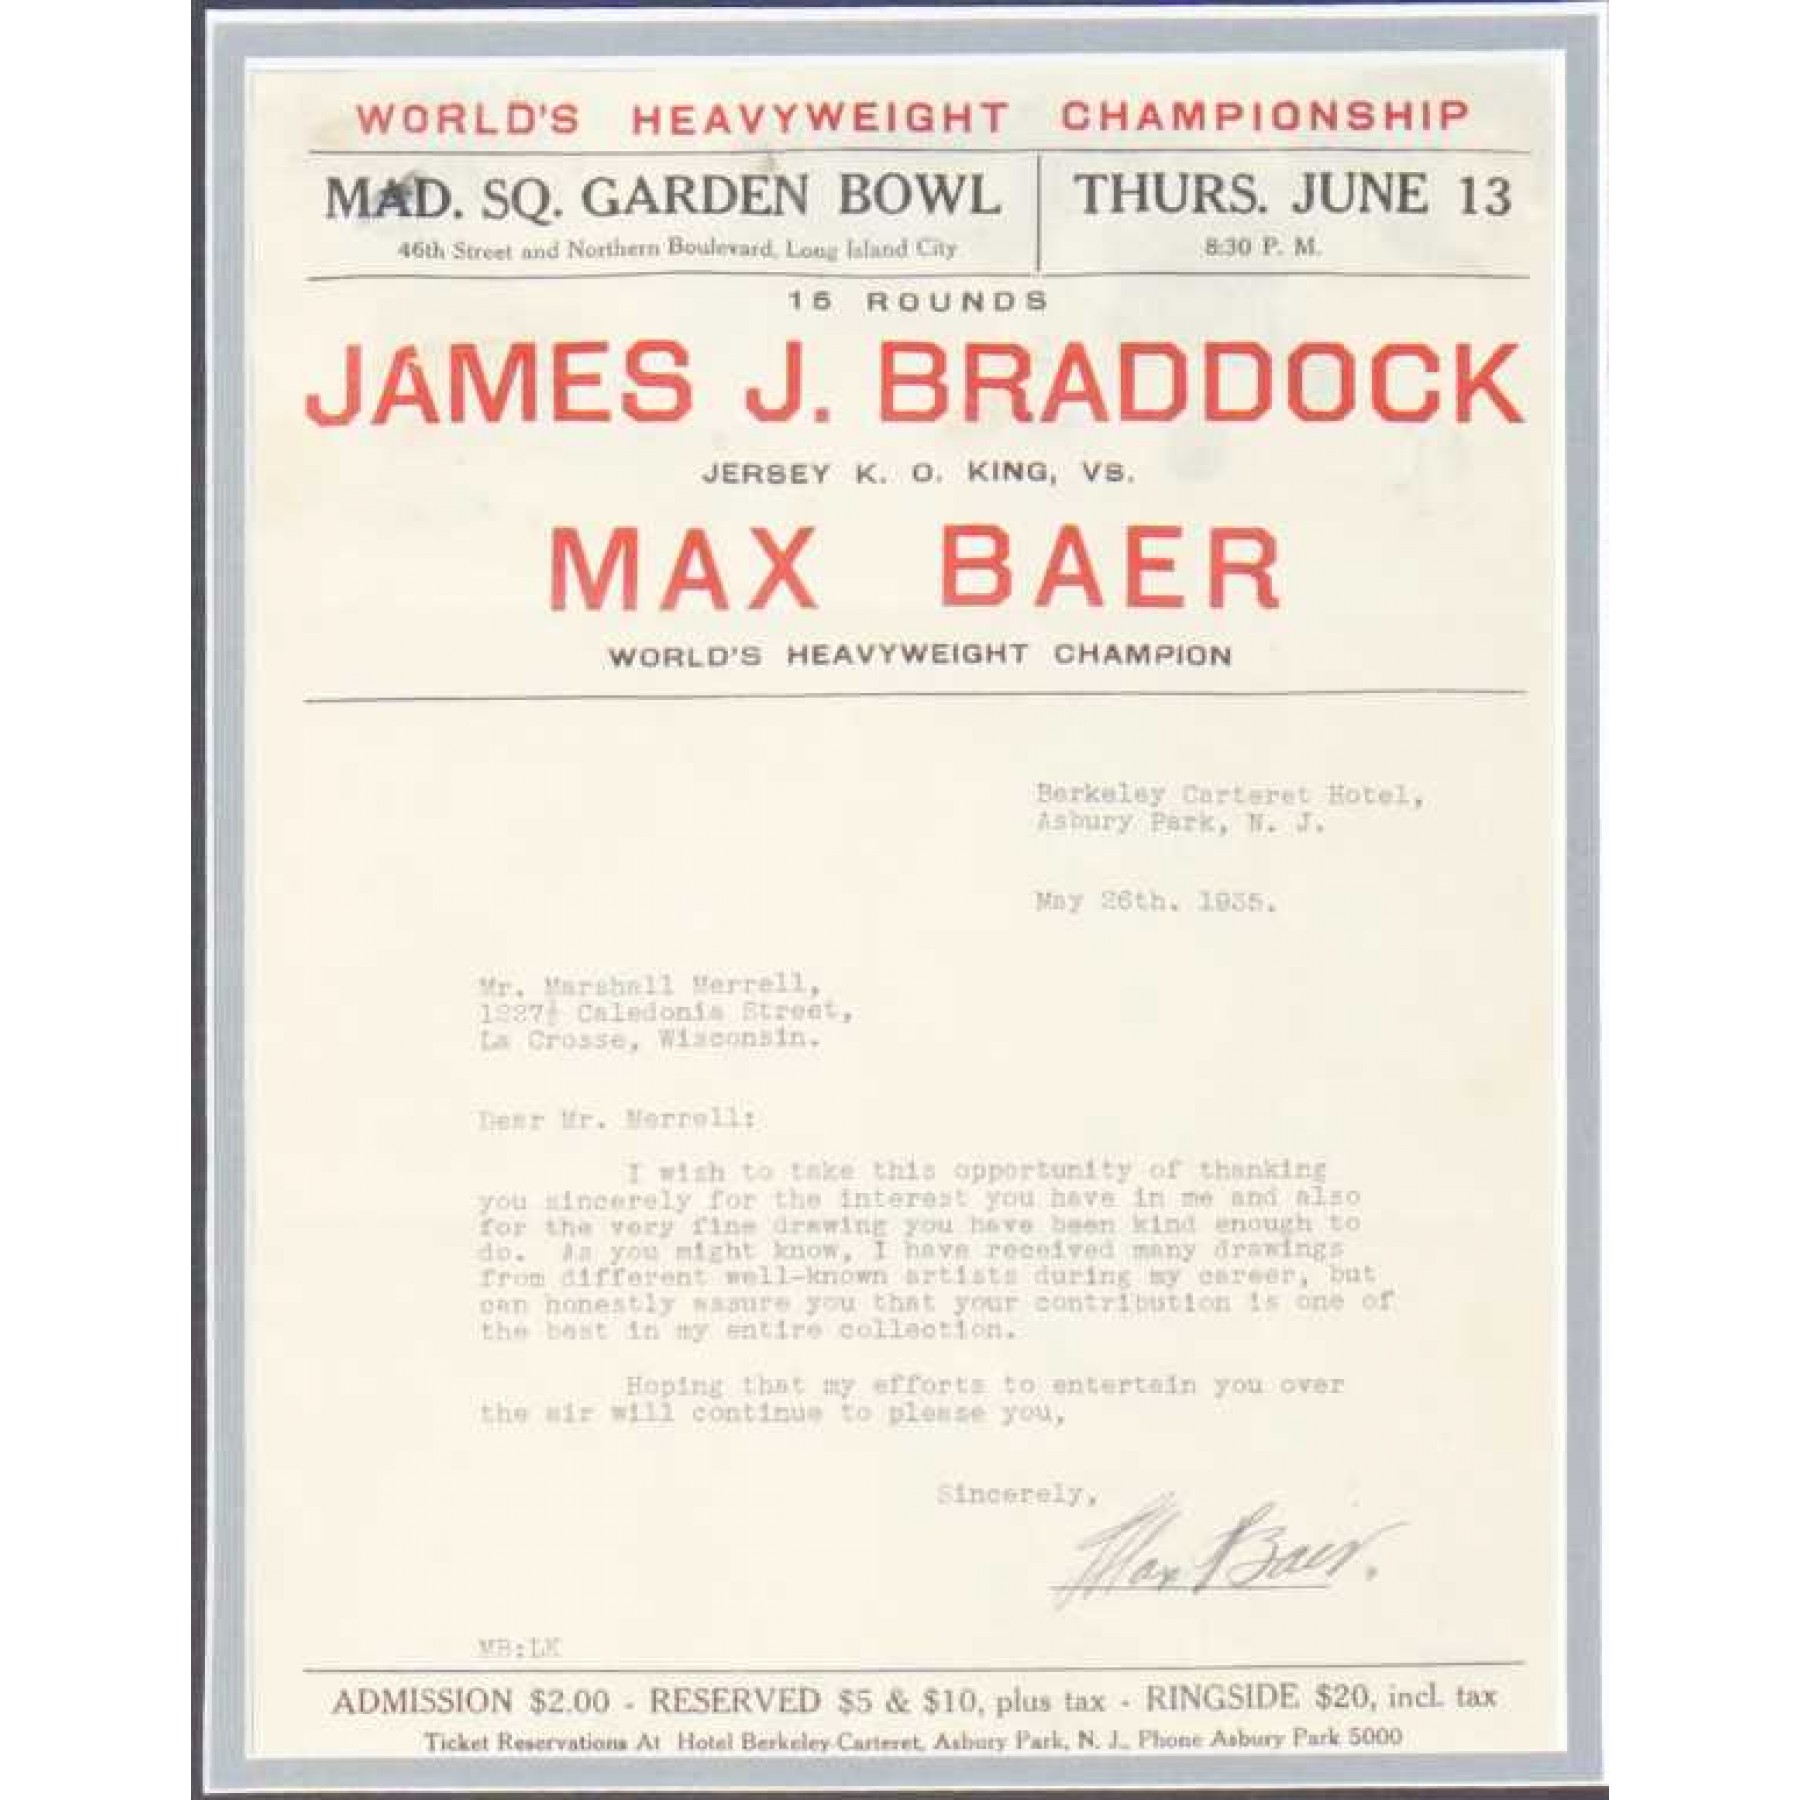 WORLD'S HEAVYWEIGHT CHAMPIONSHIP
MAD. SQ. GARDEN BOWL
46th Street and Northern Boulevard, Long Island City
THURS. JUNE 13
8:30 P. M.
15 ROUNDS
JAMES J. BRADDOCK
JERSEY K. O. KING, VS.
MAX BAER
WORLD'S HEAVYWEIGHT CHAMPION
Berkeley Carteret Hotel,
Asbury Park, N. J.
May 26th. 1935.
Mr. Marshall Merrell,
1227½ Caledonia Street,
La Crosse, Wisconsin.
Dear Mr. Merrell:
I wish to take this opportunity of thanking
you sincerely for the interest you have in me and also
for the very fine drawing you have been kind enough to
do. As you might know, I have received many drawings
from different well-known artists during my career, but
can honestly assure you that your contribution is one of
the best in my entire collection.
Hoping that my efforts to entertain you over
the air will continue to please you,
Sincerely,
Max Baer.
MB:LK
ADMISSION $2.00 - RESERVED $5 & $10, plus tax - RINGSIDE $20, incl. tax
Ticket Reservations At Hotel Berkeley-Carteret, Asbury Park, N. J., Phone Asbury Park 5000